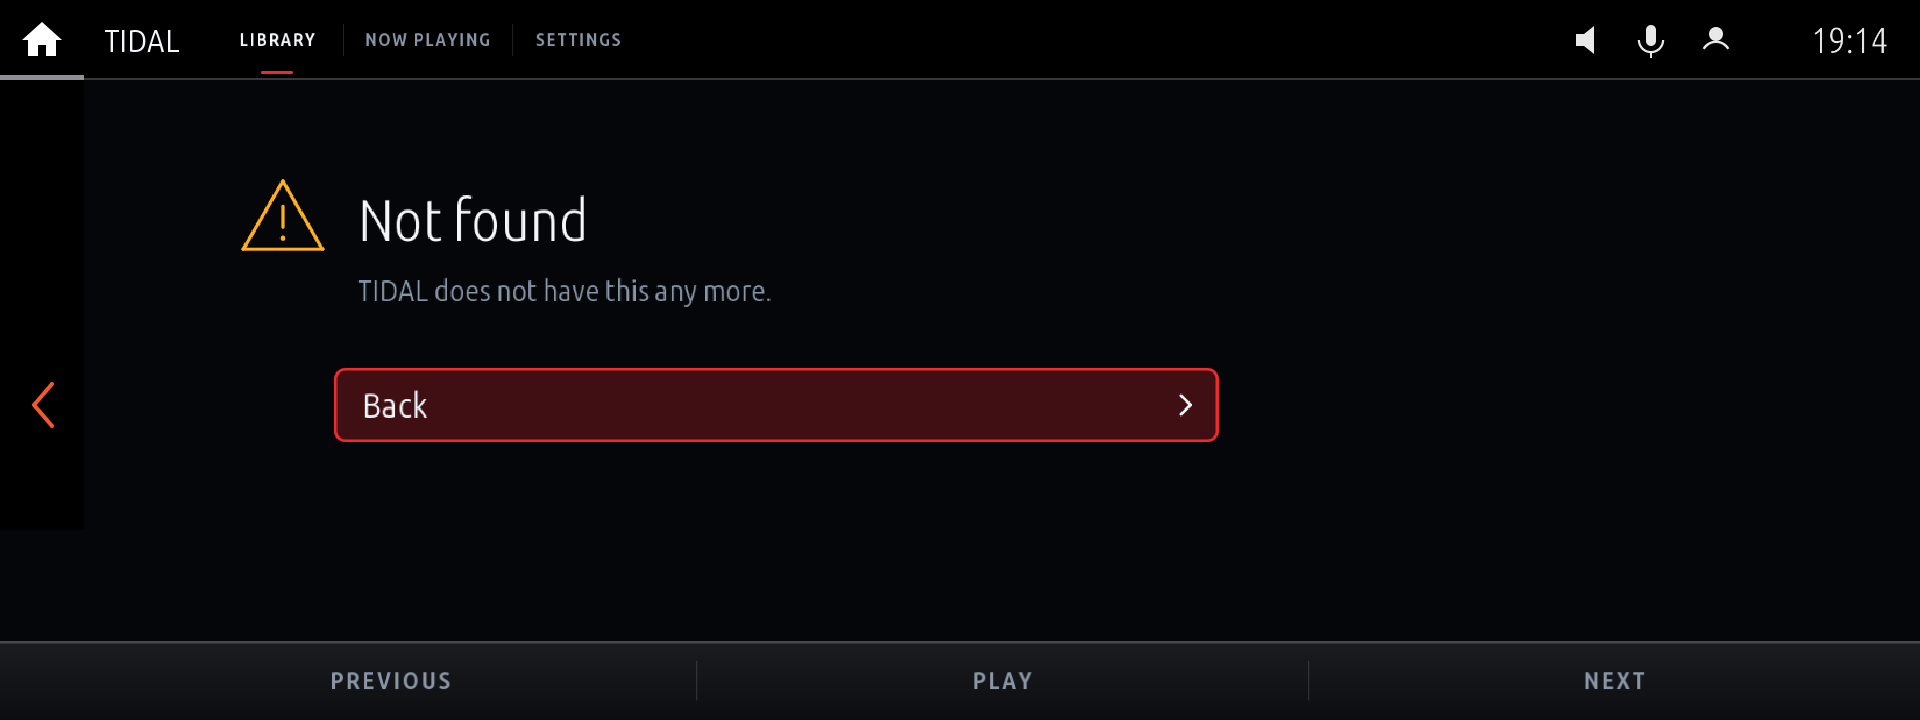 TIDAL
LIBRARY
NOW PLAYING
SETTINGS
19:14
Not found
TIDAL does not have this any more.
Back
PREVIOUS
PLAY
NEXT